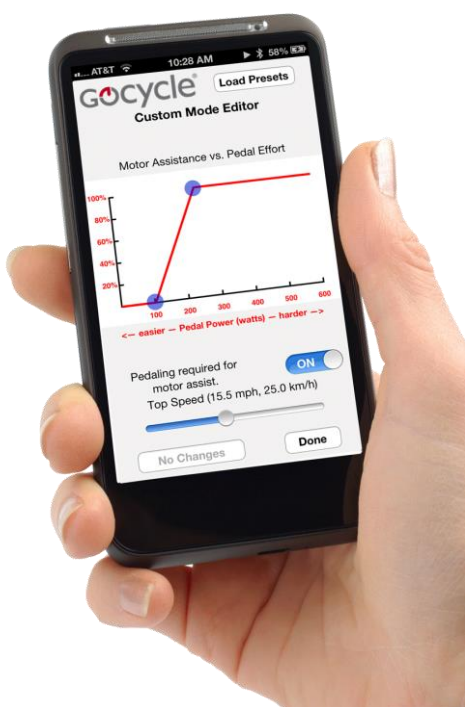 AT&T 10:28 AM 58%
GOCYCLE® Load Presets
Custom Mode Editor
Motor Assistance vs. Pedal Effort
100%
80%
60%
40%
20%
100 200 300 400 500 600
<— easier — Pedal Power (watts) — harder —>
Pedaling required for
motor assist. ON
Top Speed (15.5 mph, 25.0 km/h)
No Changes Done